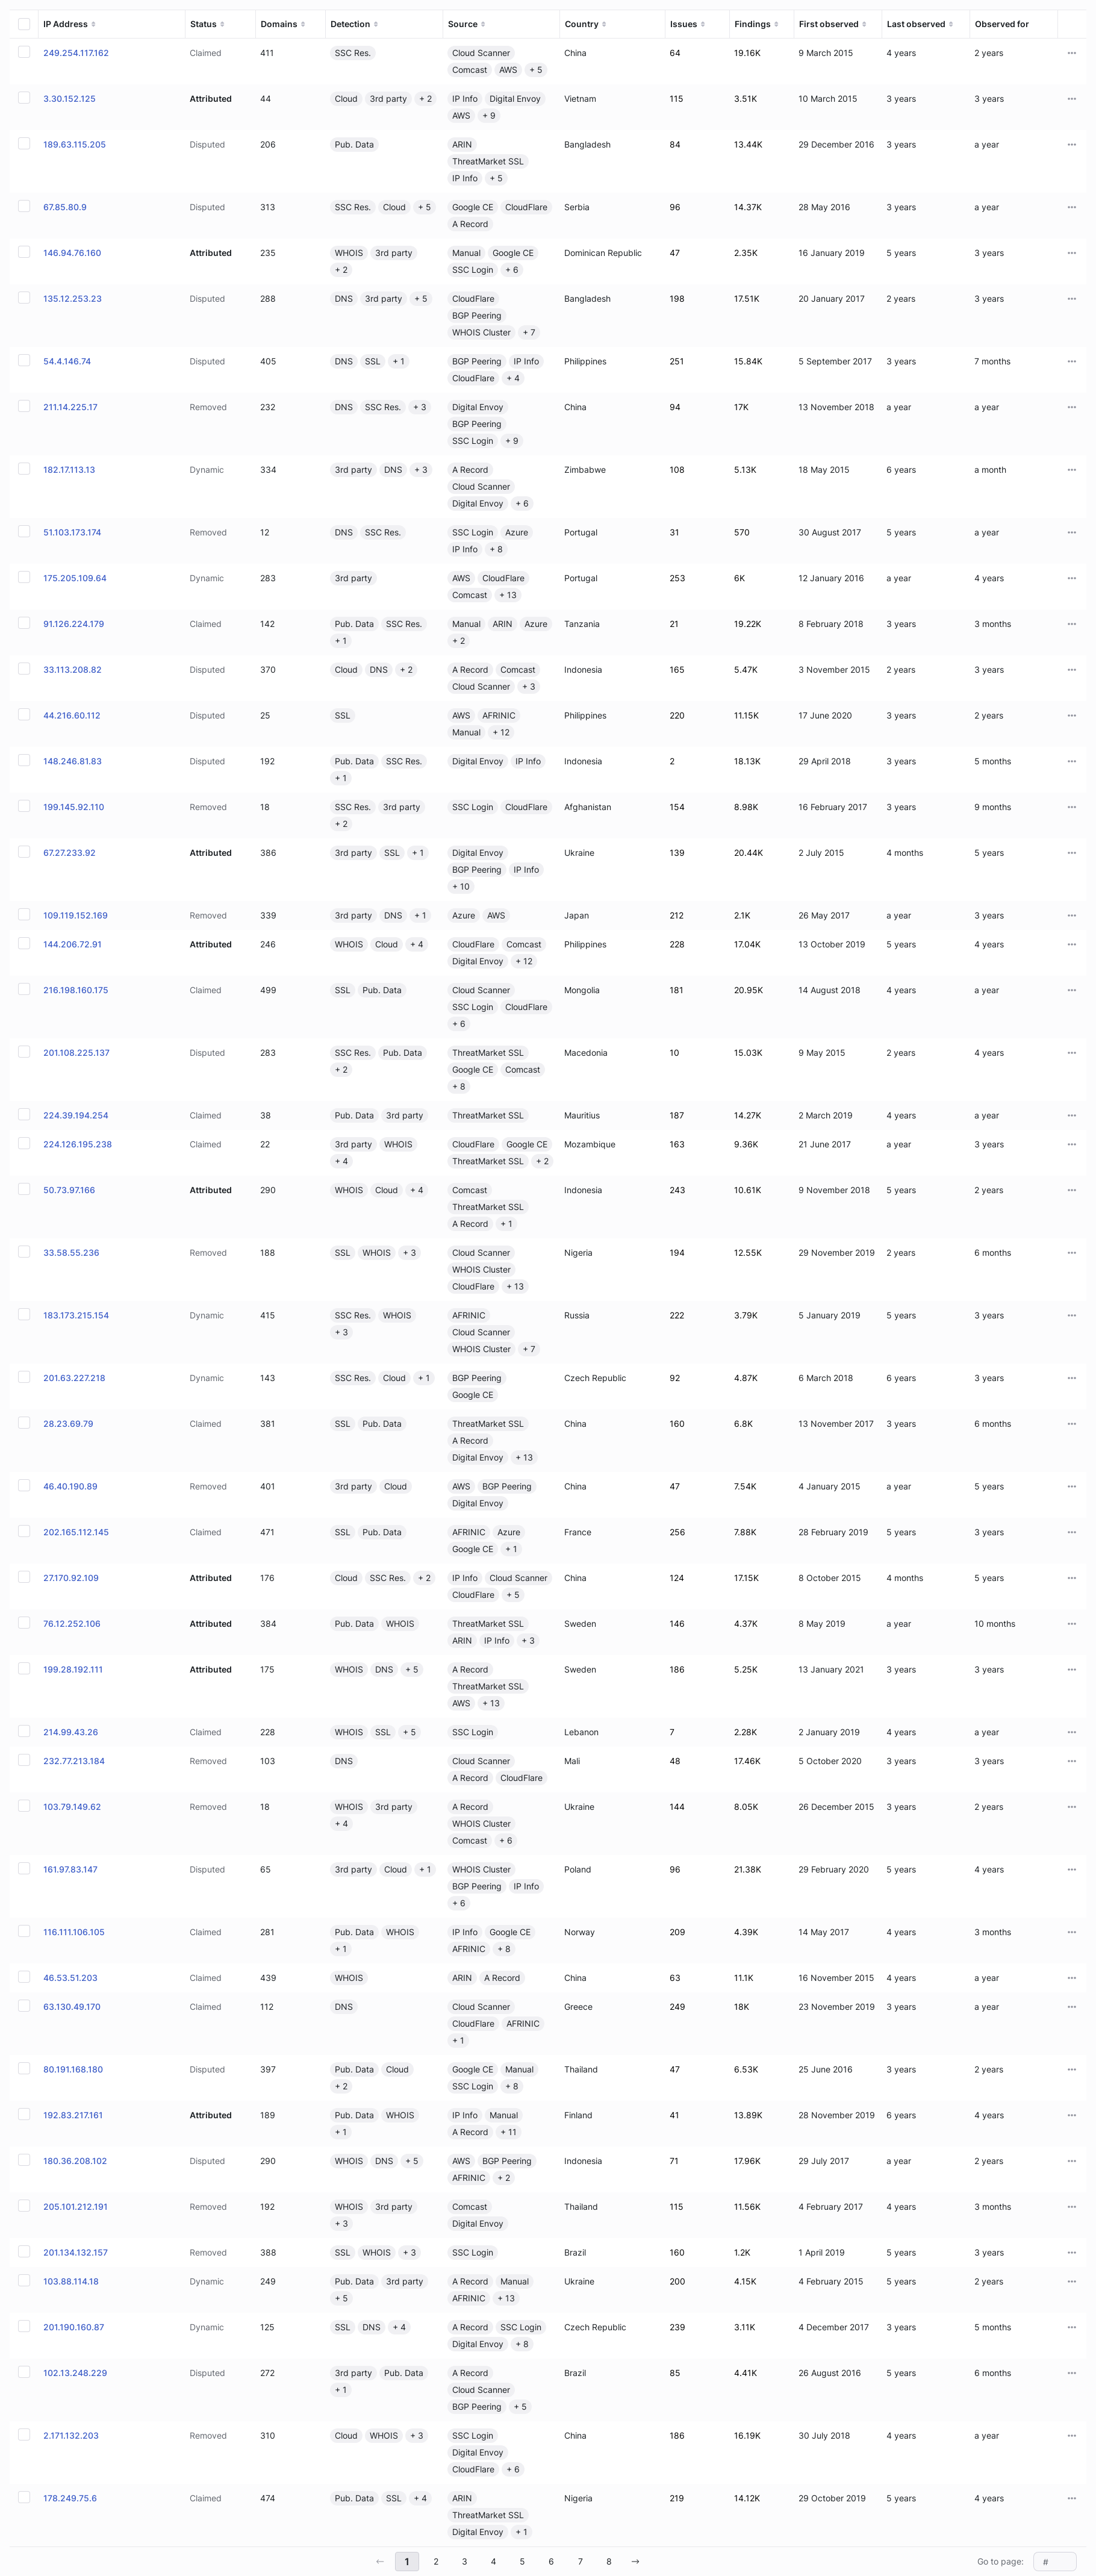 IP Address Status Domains Detection Source Country Issues Findings First observed Last observed Observed for
249.254.117.162 Claimed 411 SSC Res. Cloud Scanner China 64 19.16K 9 March 2015 4 years 2 years
Comcast AWS + 5
3.30.152.125 Attributed 44 Cloud 3rd party + 2 IP Info Digital Envoy Vietnam 115 3.51K 10 March 2015 3 years 3 years
AWS + 9
189.63.115.205 Disputed 206 Pub. Data ARIN Bangladesh 84 13.44K 29 December 2016 3 years a year
ThreatMarket SSL
IP Info + 5
67.85.80.9 Disputed 313 SSC Res. Cloud + 5 Google CE CloudFlare Serbia 96 14.37K 28 May 2016 3 years a year
A Record
146.94.76.160 Attributed 235 WHOIS 3rd party Manual Google CE Dominican Republic 47 2.35K 16 January 2019 5 years 3 years
+ 2 SSC Login + 6
135.12.253.23 Disputed 288 DNS 3rd party + 5 CloudFlare Bangladesh 198 17.51K 20 January 2017 2 years 3 years
BGP Peering
WHOIS Cluster + 7
54.4.146.74 Disputed 405 DNS SSL + 1 BGP Peering IP Info Philippines 251 15.84K 5 September 2017 3 years 7 months
CloudFlare + 4
211.14.225.17 Removed 232 DNS SSC Res. + 3 Digital Envoy China 94 17K 13 November 2018 a year a year
BGP Peering
SSC Login + 9
182.17.113.13 Dynamic 334 3rd party DNS + 3 A Record Zimbabwe 108 5.13K 18 May 2015 6 years a month
Cloud Scanner
Digital Envoy + 6
51.103.173.174 Removed 12 DNS SSC Res. SSC Login Azure Portugal 31 570 30 August 2017 5 years a year
IP Info + 8
175.205.109.64 Dynamic 283 3rd party AWS CloudFlare Portugal 253 6K 12 January 2016 a year 4 years
Comcast + 13
91.126.224.179 Claimed 142 Pub. Data SSC Res. Manual ARIN Azure Tanzania 21 19.22K 8 February 2018 3 years 3 months
+ 1 + 2
33.113.208.82 Disputed 370 Cloud DNS + 2 A Record Comcast Indonesia 165 5.47K 3 November 2015 2 years 3 years
Cloud Scanner + 3
44.216.60.112 Disputed 25 SSL AWS AFRINIC Philippines 220 11.15K 17 June 2020 3 years 2 years
Manual + 12
148.246.81.83 Disputed 192 Pub. Data SSC Res. Digital Envoy IP Info Indonesia 2 18.13K 29 April 2018 3 years 5 months
+ 1
199.145.92.110 Removed 18 SSC Res. 3rd party SSC Login CloudFlare Afghanistan 154 8.98K 16 February 2017 3 years 9 months
+ 2
67.27.233.92 Attributed 386 3rd party SSL + 1 Digital Envoy Ukraine 139 20.44K 2 July 2015 4 months 5 years
BGP Peering IP Info
+ 10
109.119.152.169 Removed 339 3rd party DNS + 1 Azure AWS Japan 212 2.1K 26 May 2017 a year 3 years
144.206.72.91 Attributed 246 WHOIS Cloud + 4 CloudFlare Comcast Philippines 228 17.04K 13 October 2019 5 years 4 years
Digital Envoy + 12
216.198.160.175 Claimed 499 SSL Pub. Data Cloud Scanner Mongolia 181 20.95K 14 August 2018 4 years a year
SSC Login CloudFlare
+ 6
201.108.225.137 Disputed 283 SSC Res. Pub. Data ThreatMarket SSL Macedonia 10 15.03K 9 May 2015 2 years 4 years
+ 2 Google CE Comcast
+ 8
224.39.194.254 Claimed 38 Pub. Data 3rd party ThreatMarket SSL Mauritius 187 14.27K 2 March 2019 4 years a year
224.126.195.238 Claimed 22 3rd party WHOIS CloudFlare Google CE Mozambique 163 9.36K 21 June 2017 a year 3 years
+ 4 ThreatMarket SSL + 2
50.73.97.166 Attributed 290 WHOIS Cloud + 4 Comcast Indonesia 243 10.61K 9 November 2018 5 years 2 years
ThreatMarket SSL
A Record + 1
33.58.55.236 Removed 188 SSL WHOIS + 3 Cloud Scanner Nigeria 194 12.55K 29 November 2019 2 years 6 months
WHOIS Cluster
CloudFlare + 13
183.173.215.154 Dynamic 415 SSC Res. WHOIS AFRINIC Russia 222 3.79K 5 January 2019 5 years 3 years
+ 3 Cloud Scanner
WHOIS Cluster + 7
201.63.227.218 Dynamic 143 SSC Res. Cloud + 1 BGP Peering Czech Republic 92 4.87K 6 March 2018 6 years 3 years
Google CE
28.23.69.79 Claimed 381 SSL Pub. Data ThreatMarket SSL China 160 6.8K 13 November 2017 3 years 6 months
A Record
Digital Envoy + 13
46.40.190.89 Removed 401 3rd party Cloud AWS BGP Peering China 47 7.54K 4 January 2015 a year 5 years
Digital Envoy
202.165.112.145 Claimed 471 SSL Pub. Data AFRINIC Azure France 256 7.88K 28 February 2019 5 years 3 years
Google CE + 1
27.170.92.109 Attributed 176 Cloud SSC Res. + 2 IP Info Cloud Scanner China 124 17.15K 8 October 2015 4 months 5 years
CloudFlare + 5
76.12.252.106 Attributed 384 Pub. Data WHOIS ThreatMarket SSL Sweden 146 4.37K 8 May 2019 a year 10 months
ARIN IP Info + 3
199.28.192.111 Attributed 175 WHOIS DNS + 5 A Record Sweden 186 5.25K 13 January 2021 3 years 3 years
ThreatMarket SSL
AWS + 13
214.99.43.26 Claimed 228 WHOIS SSL + 5 SSC Login Lebanon 7 2.28K 2 January 2019 4 years a year
232.77.213.184 Removed 103 DNS Cloud Scanner Mali 48 17.46K 5 October 2020 3 years 3 years
A Record CloudFlare
103.79.149.62 Removed 18 WHOIS 3rd party A Record Ukraine 144 8.05K 26 December 2015 3 years 2 years
+ 4 WHOIS Cluster
Comcast + 6
161.97.83.147 Disputed 65 3rd party Cloud + 1 WHOIS Cluster Poland 96 21.38K 29 February 2020 5 years 4 years
BGP Peering IP Info
+ 6
116.111.106.105 Claimed 281 Pub. Data WHOIS IP Info Google CE Norway 209 4.39K 14 May 2017 4 years 3 months
+ 1 AFRINIC + 8
46.53.51.203 Claimed 439 WHOIS ARIN A Record China 63 11.1K 16 November 2015 4 years a year
63.130.49.170 Claimed 112 DNS Cloud Scanner Greece 249 18K 23 November 2019 3 years a year
CloudFlare AFRINIC
+ 1
80.191.168.180 Disputed 397 Pub. Data Cloud Google CE Manual Thailand 47 6.53K 25 June 2016 3 years 2 years
+ 2 SSC Login + 8
192.83.217.161 Attributed 189 Pub. Data WHOIS IP Info Manual Finland 41 13.89K 28 November 2019 6 years 4 years
+ 1 A Record + 11
180.36.208.102 Disputed 290 WHOIS DNS + 5 AWS BGP Peering Indonesia 71 17.96K 29 July 2017 a year 2 years
AFRINIC + 2
205.101.212.191 Removed 192 WHOIS 3rd party Comcast Thailand 115 11.56K 4 February 2017 4 years 3 months
+ 3 Digital Envoy
201.134.132.157 Removed 388 SSL WHOIS + 3 SSC Login Brazil 160 1.2K 1 April 2019 5 years 3 years
103.88.114.18 Dynamic 249 Pub. Data 3rd party A Record Manual Ukraine 200 4.15K 4 February 2015 5 years 2 years
+ 5 AFRINIC + 13
201.190.160.87 Dynamic 125 SSL DNS + 4 A Record SSC Login Czech Republic 239 3.11K 4 December 2017 3 years 5 months
Digital Envoy + 8
102.13.248.229 Disputed 272 3rd party Pub. Data A Record Brazil 85 4.41K 26 August 2016 5 years 6 months
+ 1 Cloud Scanner
BGP Peering + 5
2.171.132.203 Removed 310 Cloud WHOIS + 3 SSC Login China 186 16.19K 30 July 2018 4 years a year
Digital Envoy
CloudFlare + 6
178.249.75.6 Claimed 474 Pub. Data SSL + 4 ARIN Nigeria 219 14.12K 29 October 2019 5 years 4 years
ThreatMarket SSL
Digital Envoy + 1
← 1 2 3 4 5 6 7 8 → Go to page: #